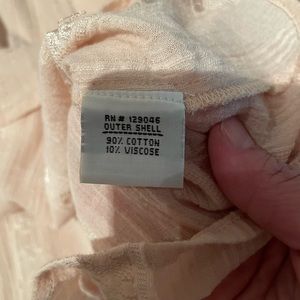 RN # 129046
OUTER SHELL
90% COTTON
10% VISCOSE